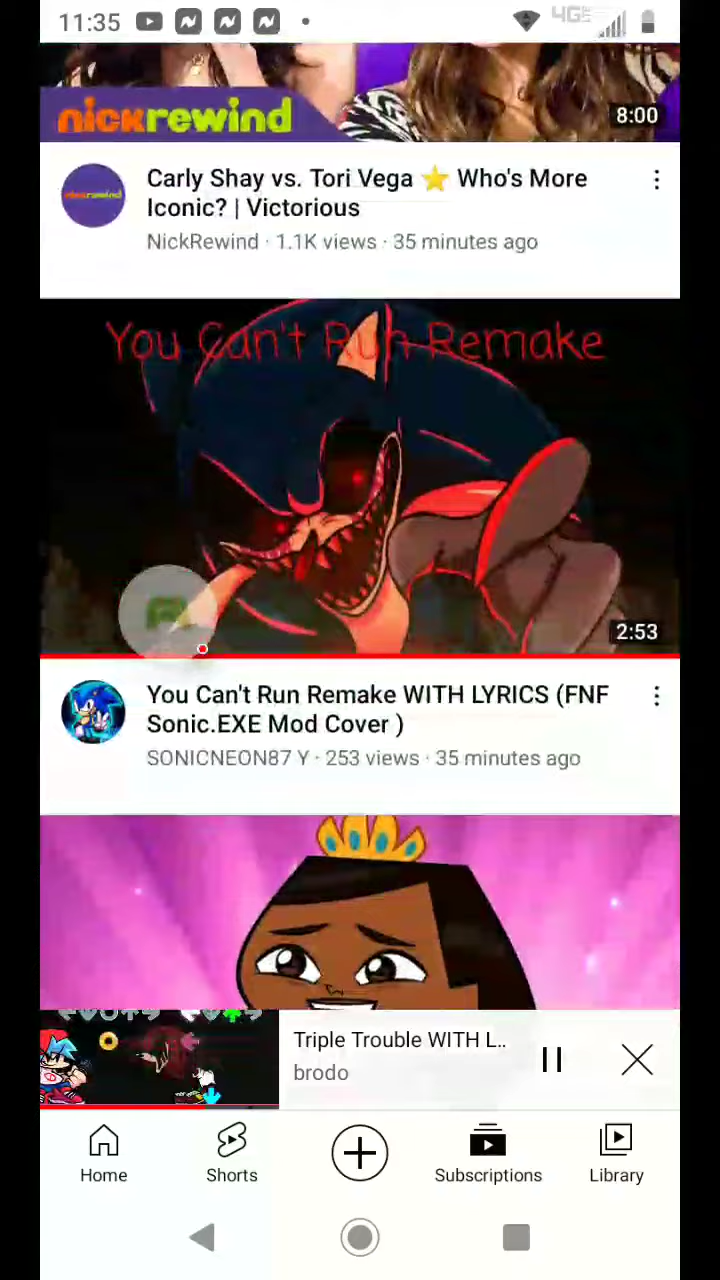 11:35
4GE
nickrewind
8:00
nickrewind
Carly Shay vs. Tori Vega ⭐ Who's More
Iconic? | Victorious
NickRewind · 1.1K views · 35 minutes ago
You Can't Run Remake
2:53
You Can't Run Remake WITH LYRICS (FNF
Sonic.EXE Mod Cover )
SONICNEON87 Y · 253 views · 35 minutes ago
Triple Trouble WITH L..
brodo
Home
Shorts
Subscriptions
Library